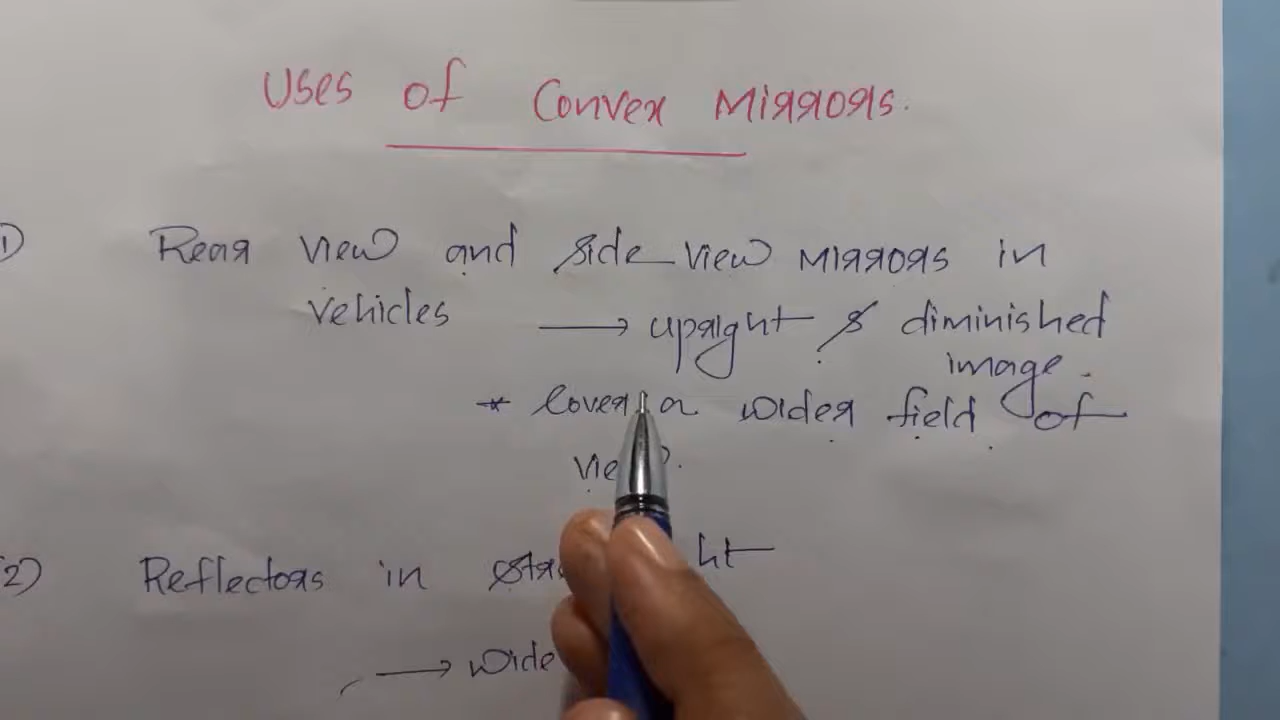 Uses of Convex Mirrors.
1) Rear view and side view mirrors in
vehicles → upright & diminished
image.
* Cover a wider field of
2) Reflectors in
→ wide